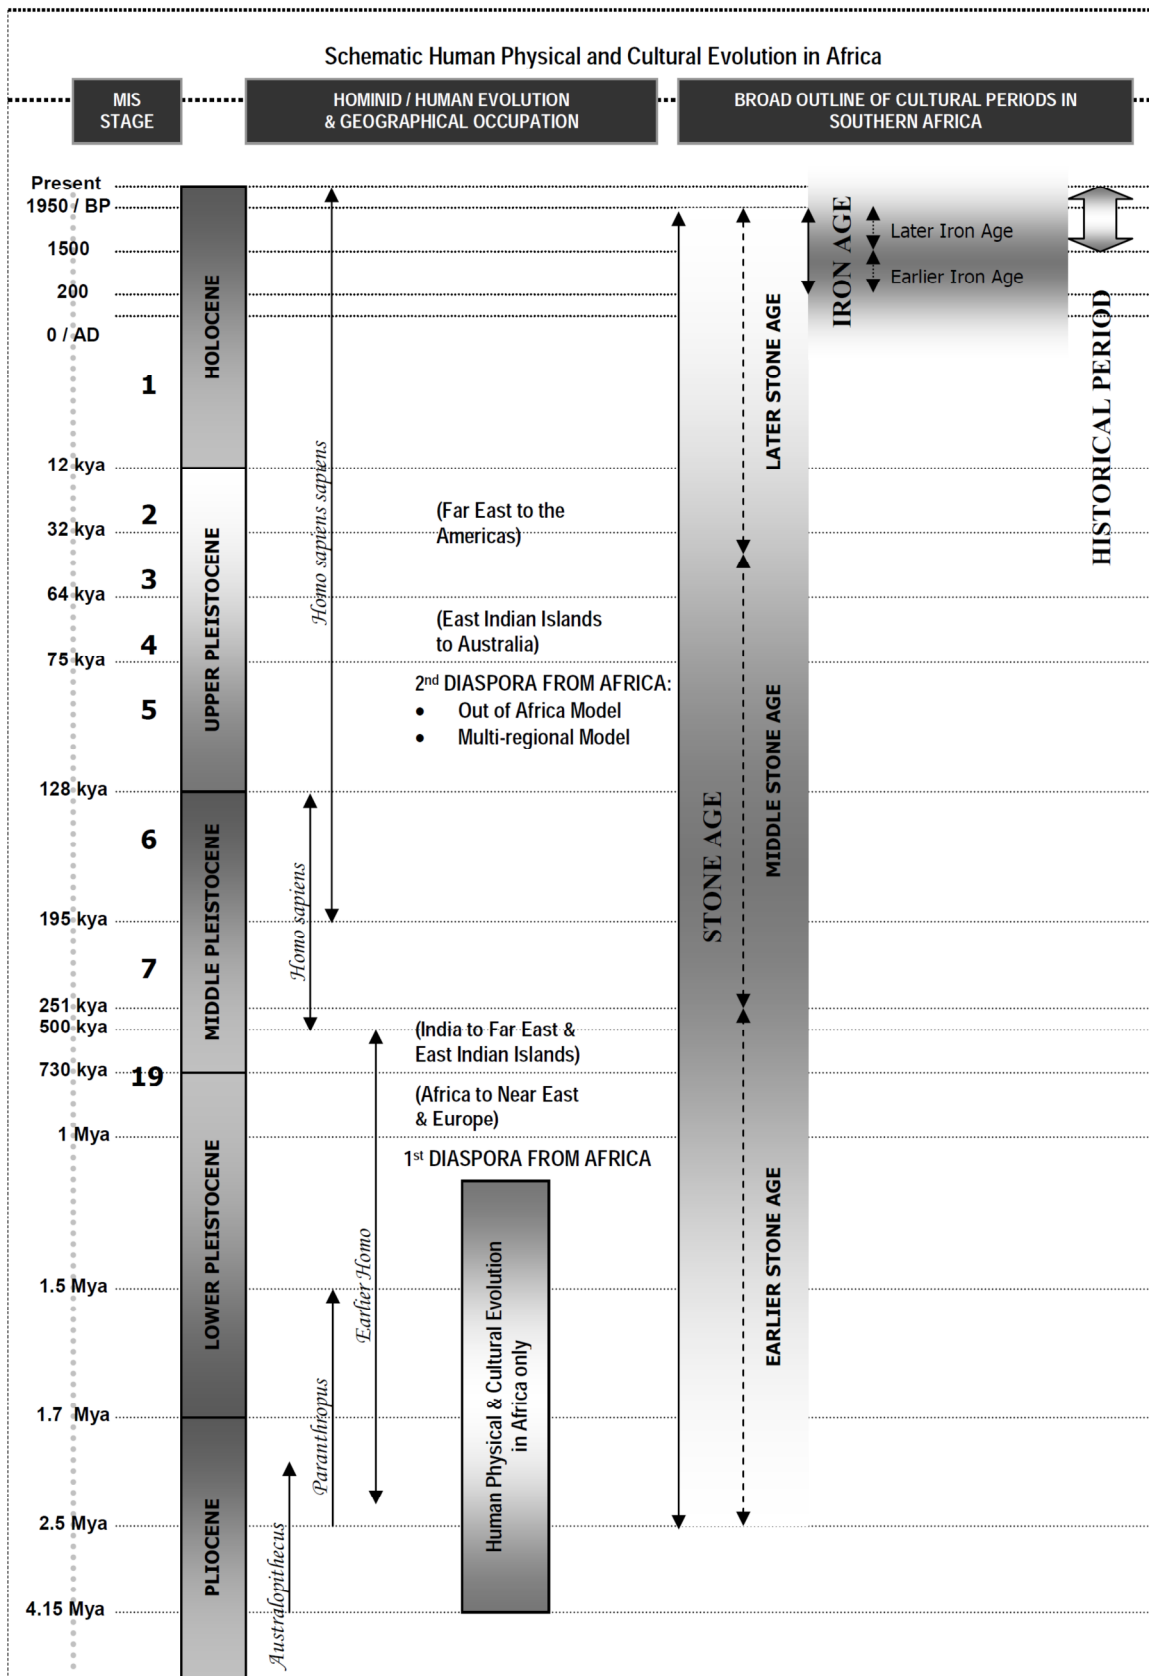 Schematic Human Physical and Cultural Evolution in Africa
MIS
STAGE
HOMINID / HUMAN EVOLUTION
& GEOGRAPHICAL OCCUPATION
BROAD OUTLINE OF CULTURAL PERIODS IN
SOUTHERN AFRICA
Present
1950 / BP
1500
200
0 / AD
12 kya
32 kya
64 kya
75 kya
128 kya
195 kya
251 kya
500 kya
730 kya
1 Mya
1.5 Mya
1.7 Mya
2.5 Mya
4.15 Mya
1
2
3
4
5
6
7
19
HOLOCENE
UPPER PLEISTOCENE
MIDDLE PLEISTOCENE
LOWER PLEISTOCENE
PLIOCENE
Homo sapiens sapiens
Homo sapiens
Earlier Homo
Paranthropus
Australopithecus
(Far East to the
Americas)
(East Indian Islands
to Australia)
2nd DIASPORA FROM AFRICA:
• Out of Africa Model
• Multi-regional Model
(India to Far East &
East Indian Islands)
(Africa to Near East
& Europe)
1st DIASPORA FROM AFRICA
Human Physical & Cultural Evolution
in Africa only
STONE AGE
LATER STONE AGE
MIDDLE STONE AGE
EARLIER STONE AGE
IRON AGE
Later Iron Age
Earlier Iron Age
HISTORICAL PERIOD